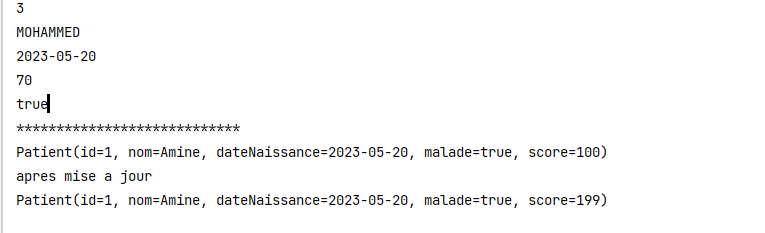 3
MOHAMMED
2023-05-20
70
true
****************************
Patient(id=1, nom=Amine, dateNaissance=2023-05-20, malade=true, score=100)
apres mise a jour
Patient(id=1, nom=Amine, dateNaissance=2023-05-20, malade=true, score=199)